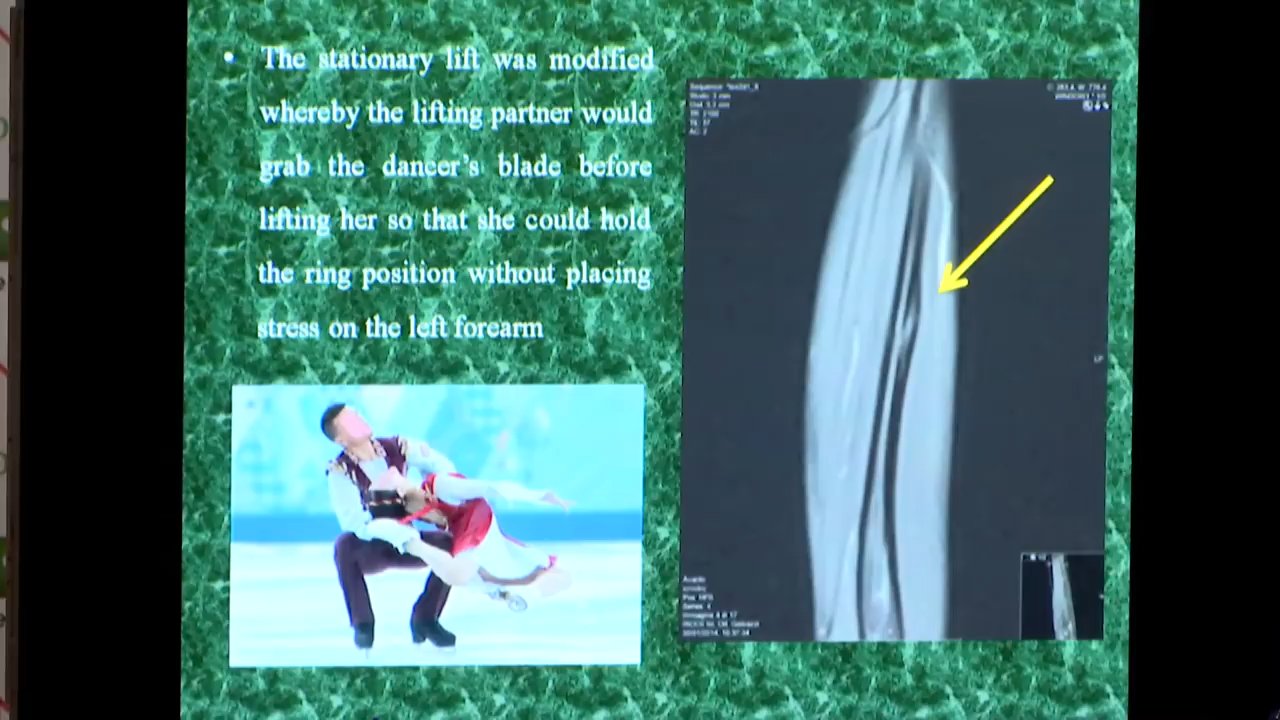 • The stationary lift was modified
whereby the lifting partner would
grab the dancer's blade before
lifting her so that she could hold
the ring position without placing
stress on the left forearm